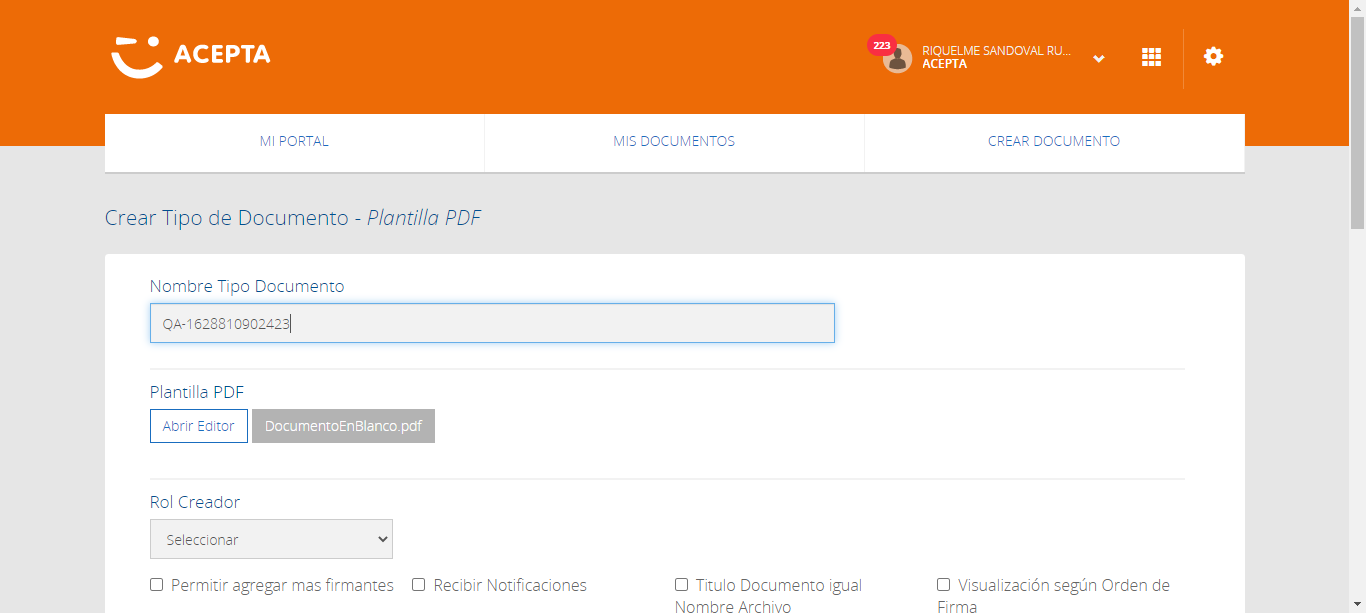 ACEPTA
223
RIQUELME SANDOVAL RU...
ACEPTA
MI PORTAL
MIS DOCUMENTOS
CREAR DOCUMENTO
Crear Tipo de Documento - Plantilla PDF
Nombre Tipo Documento
QA-1628810902423
Plantilla PDF
Abrir Editor
DocumentoEnBlanco.pdf
Rol Creador
Seleccionar
Permitir agregar mas firmantes
Recibir Notificaciones
Titulo Documento igual
Nombre Archivo
Visualización según Orden de
Firma